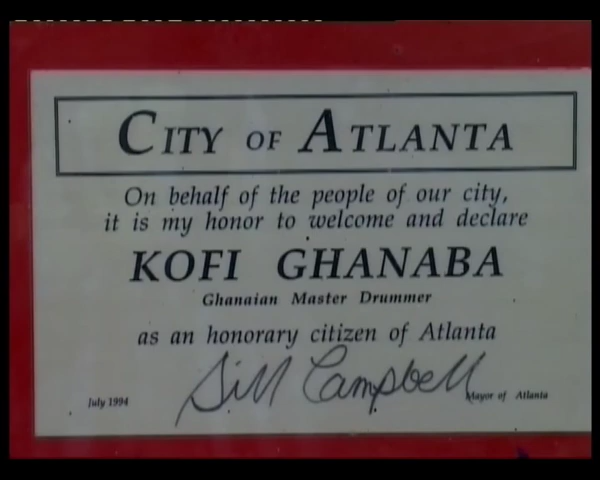 CITY OF ATLANTA
On behalf of the people of our city,
it is my honor to welcome and declare
KOFI GHANABA
Ghanaian Master Drummer
as an honorary citizen of Atlanta
Bill Campbell
July 1994
Mayor of Atlanta